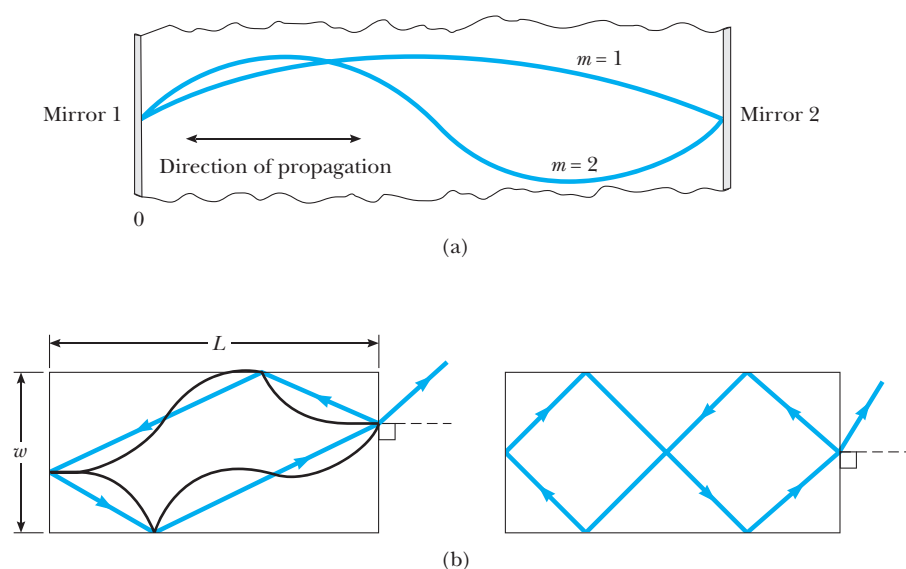 m = 1
Mirror 1
Mirror 2
Direction of propagation
m = 2
0
(a)
L
w
(b)